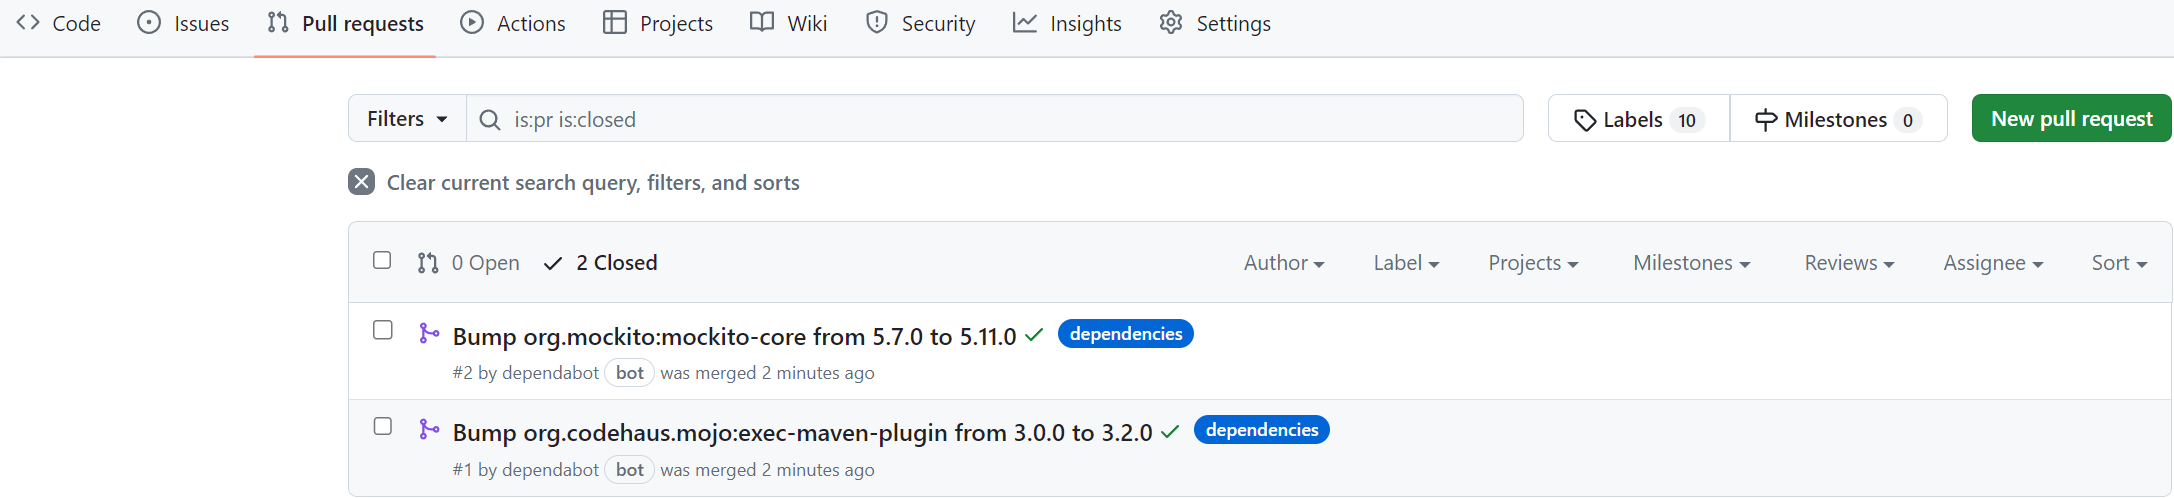 Code Issues Pull requests Actions Projects Wiki Security Insights Settings
Filters is:pr is:closed Labels 10 Milestones 0 New pull request
Clear current search query, filters, and sorts
0 Open 2 Closed Author Label Projects Milestones Reviews Assignee Sort
Bump org.mockito:mockito-core from 5.7.0 to 5.11.0 dependencies
#2 by dependabot bot was merged 2 minutes ago
Bump org.codehaus.mojo:exec-maven-plugin from 3.0.0 to 3.2.0 dependencies
#1 by dependabot bot was merged 2 minutes ago